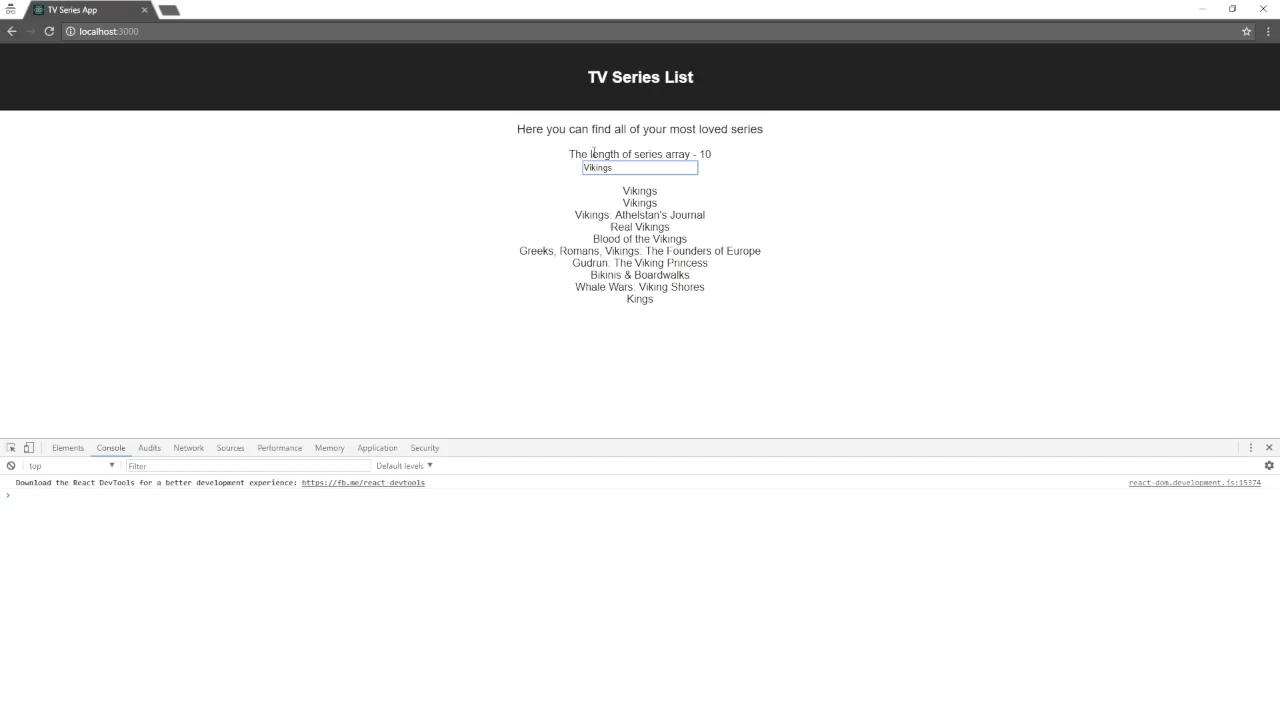 TV Series App
localhost:3000
TV Series List
Here you can find all of your most loved series
The length of series array - 10
Vikings
Vikings
Vikings
Vikings: Athelstan's Journal
Real Vikings
Blood of the Vikings
Greeks, Romans, Vikings: The Founders of Europe
Gudrun: The Viking Princess
Bikinis & Boardwalks
Whale Wars: Viking Shores
Kings
Elements Console Audits Network Sources Performance Memory Application Security
top Filter Default levels
Download the React DevTools for a better development experience: https://fb.me/react-devtools react-dom.development.js:15374